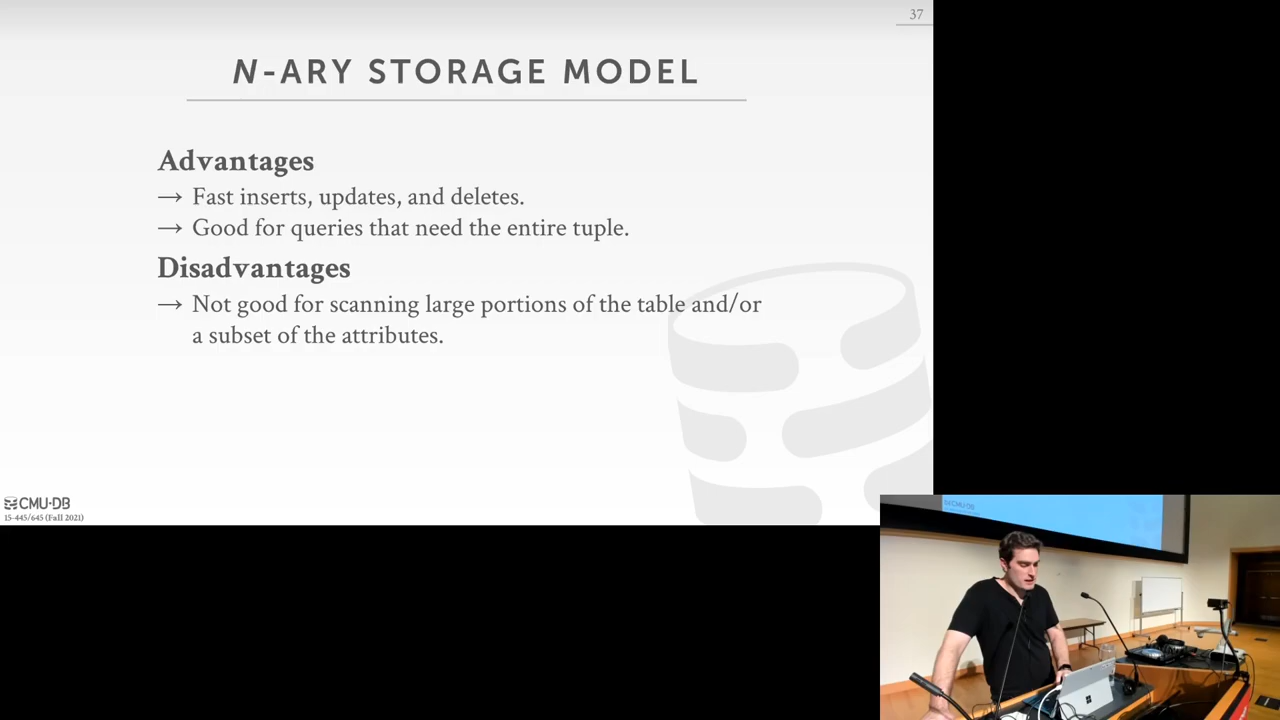 37
N-ARY STORAGE MODEL
Advantages
→ Fast inserts, updates, and deletes.
→ Good for queries that need the entire tuple.
Disadvantages
→ Not good for scanning large portions of the table and/or
a subset of the attributes.
CMU·DB
15-445/645 (Fall 2021)
CMU·DB